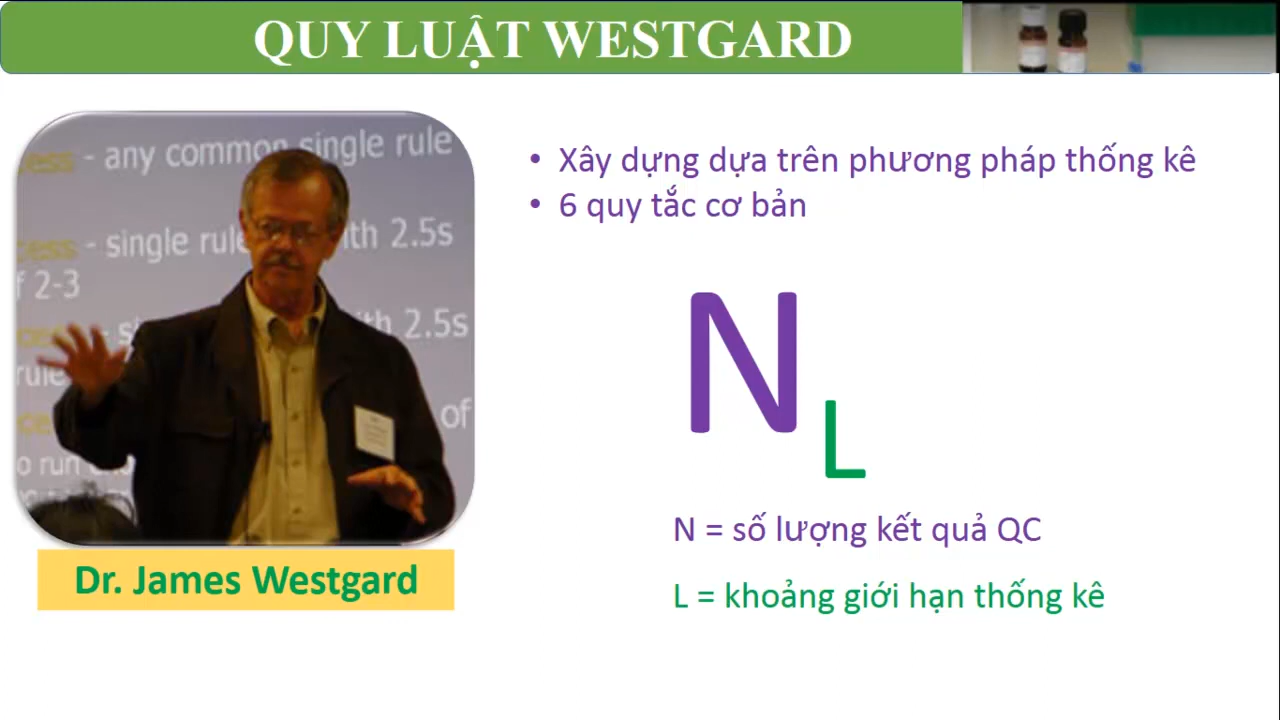 QUY LUẬT WESTGARD
cess - any common single rule
cess - single rule with 2.5s
f 2-3
with 2.5s
rule
of
o run
Dr. James Westgard
• Xây dựng dựa trên phương pháp thống kê
• 6 quy tắc cơ bản
N
L
N = số lượng kết quả QC
L = khoảng giới hạn thống kê